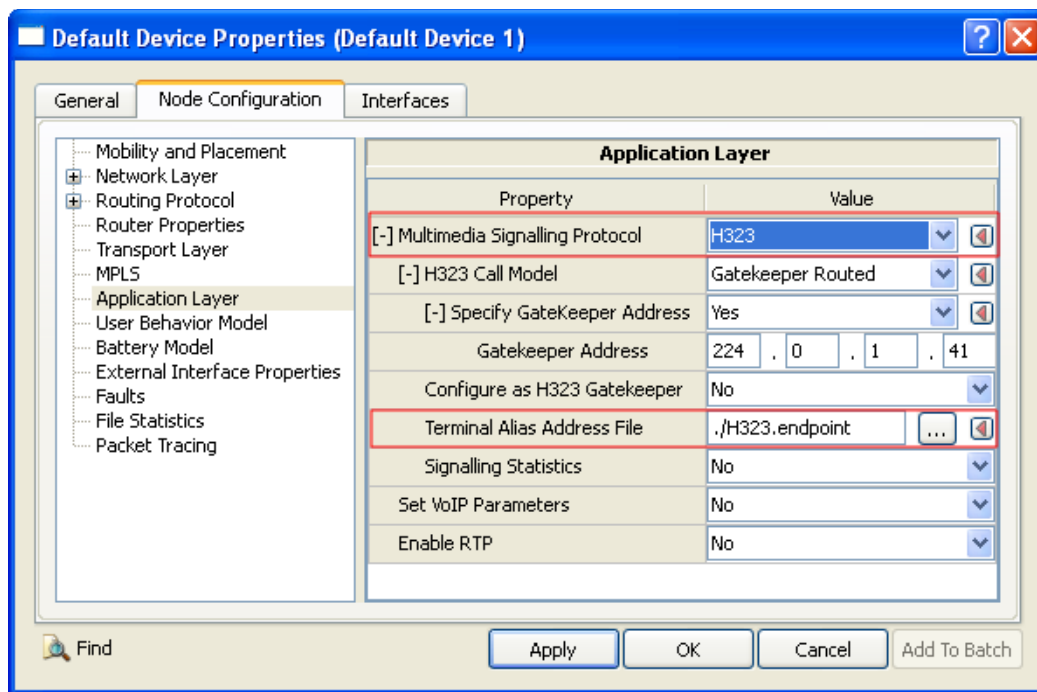 Default Device Properties (Default Device 1)
General Node Configuration Interfaces
Mobility and Placement
Network Layer
Routing Protocol
Router Properties
Transport Layer
MPLS
Application Layer
User Behavior Model
Battery Model
External Interface Properties
Faults
File Statistics
Packet Tracing
Application Layer
Property Value
[-] Multimedia Signalling Protocol H323
[-] H323 Call Model Gatekeeper Routed
[-] Specify GateKeeper Address Yes
Gatekeeper Address 224 . 0 . 1 . 41
Configure as H323 Gatekeeper No
Terminal Alias Address File ./H323.endpoint ...
Signalling Statistics No
Set VoIP Parameters No
Enable RTP No
Find Apply OK Cancel Add To Batch